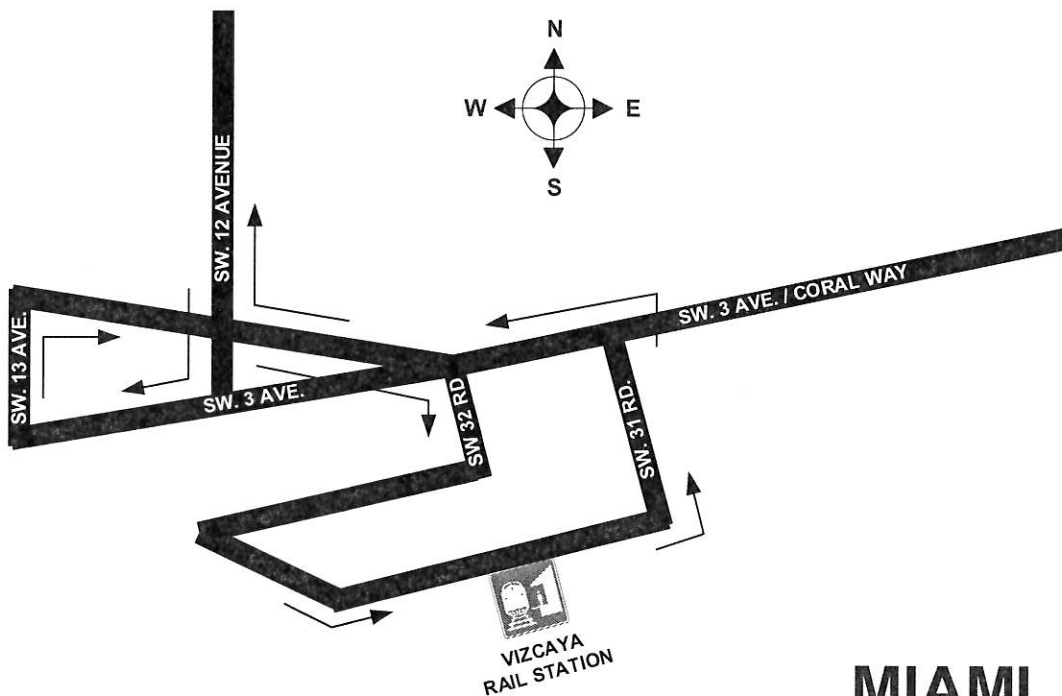 N
W E
S
SW. 12 AVENUE
SW. 3 AVE. / CORAL WAY
SW. 13 AVE.
SW. 3 AVE.
SW 32 RD
SW. 31 RD.
VIZCAYA
RAIL STATION
MIAMI